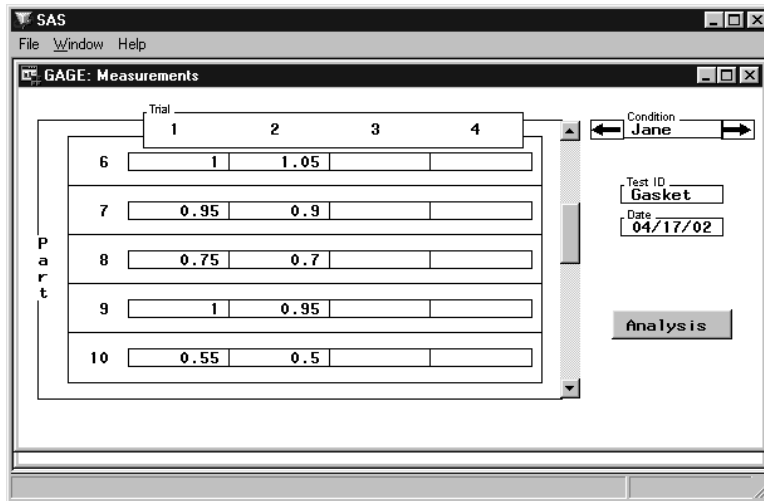 SAS
File Window Help
GAGE: Measurements
Trial
1 2 3 4
Condition
Jane
6 1 1.05
Test ID
Gasket
7 0.95 0.9
Date
04/17/02
Part
8 0.75 0.7
9 1 0.95
Analysis
10 0.55 0.5